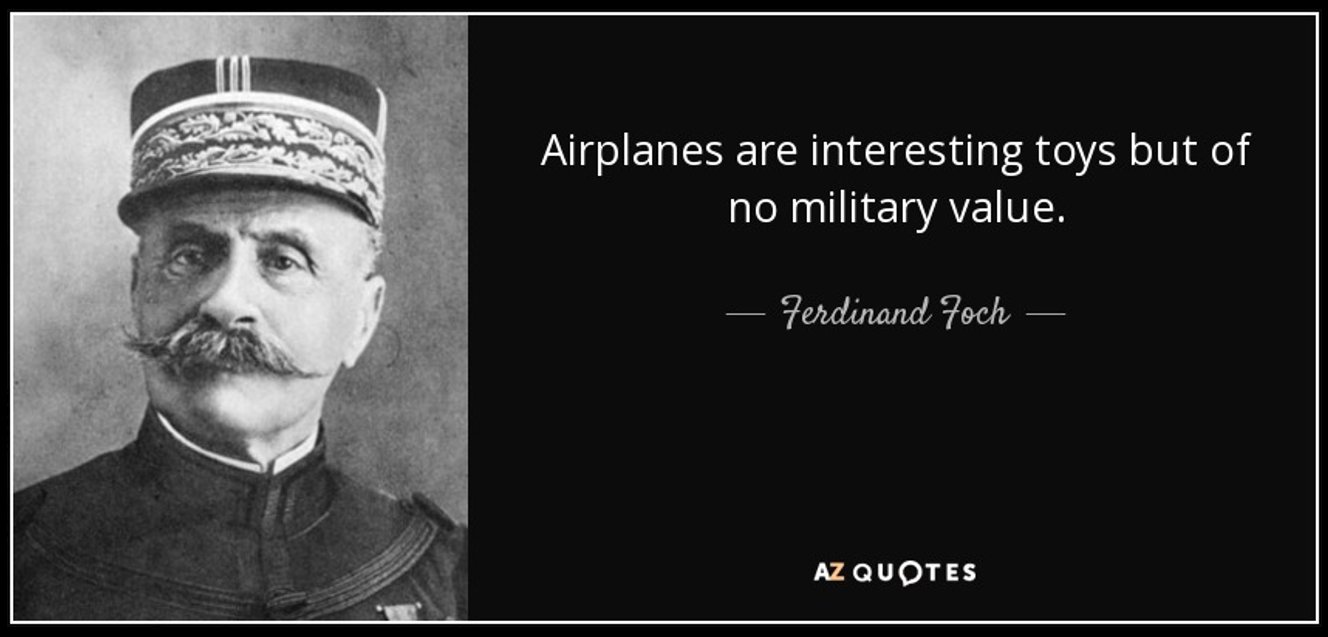 Airplanes are interesting toys but of
no military value.
— Ferdinand Foch —
AZ QUOTES